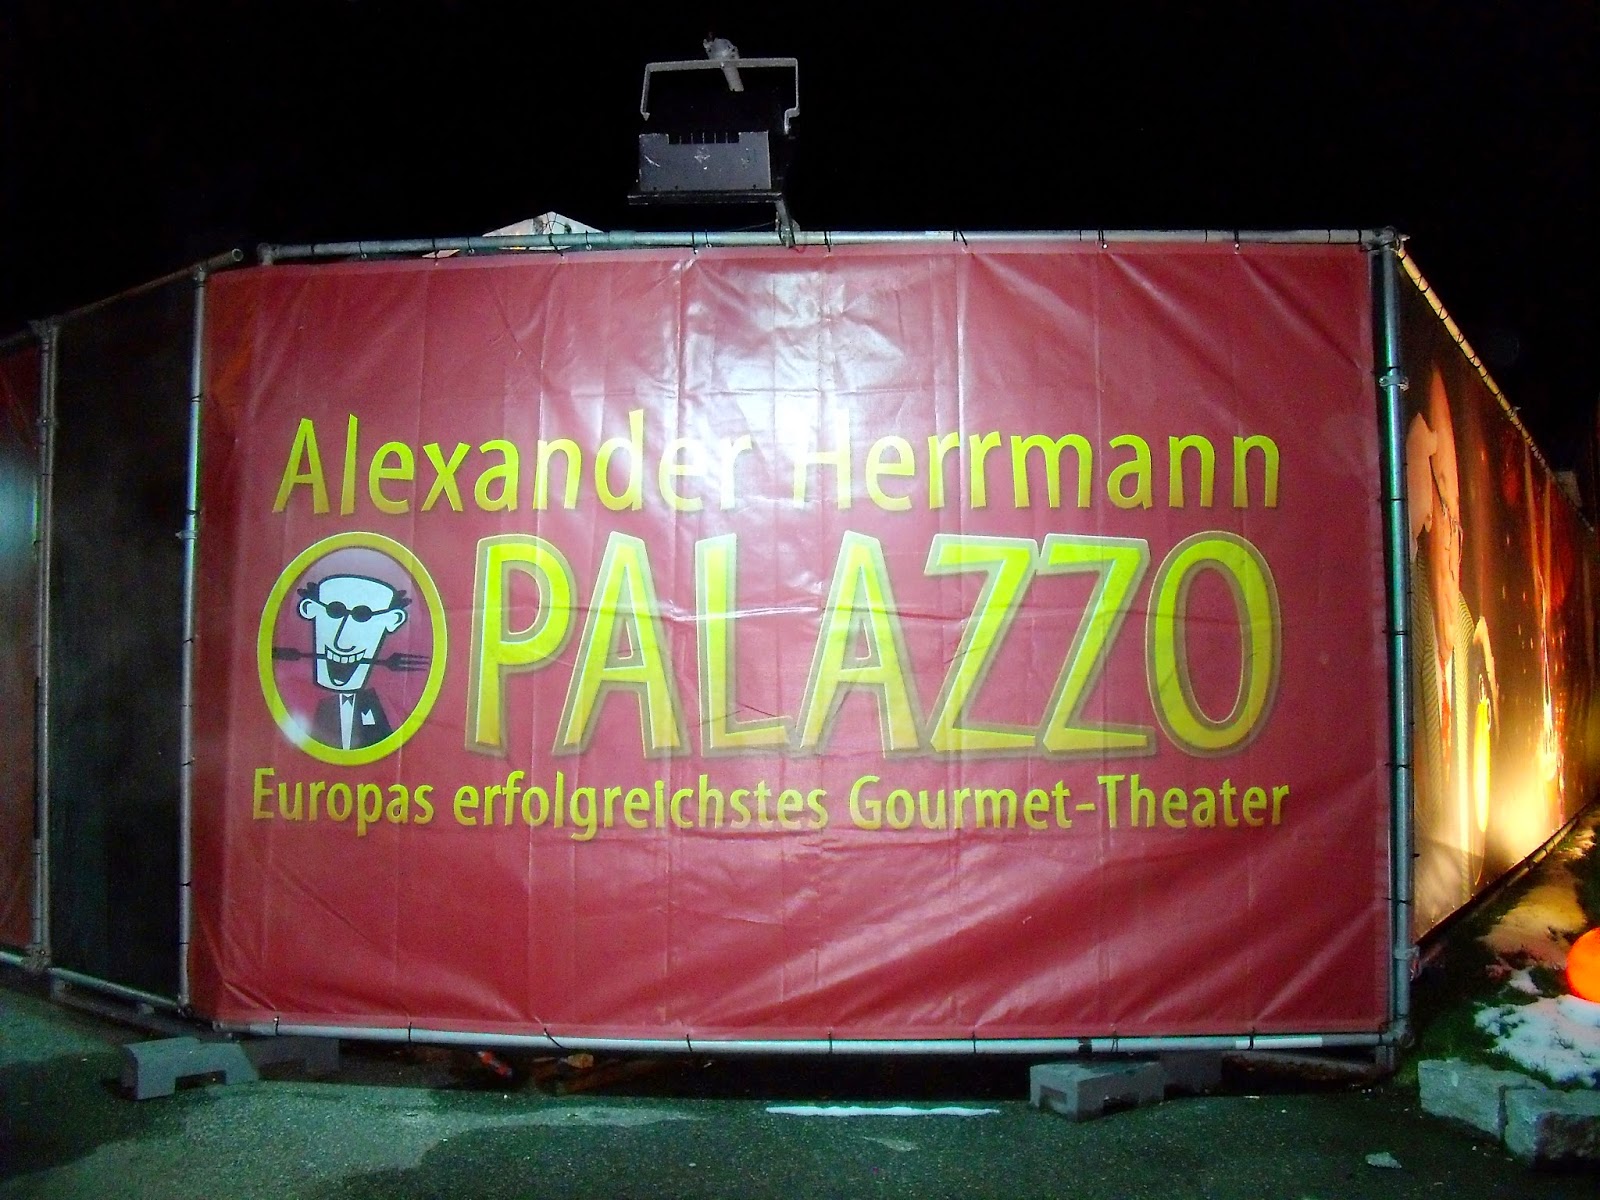 Alexander Herrmann
PALAZZO
Europas erfolgreichstes Gourmet-Theater